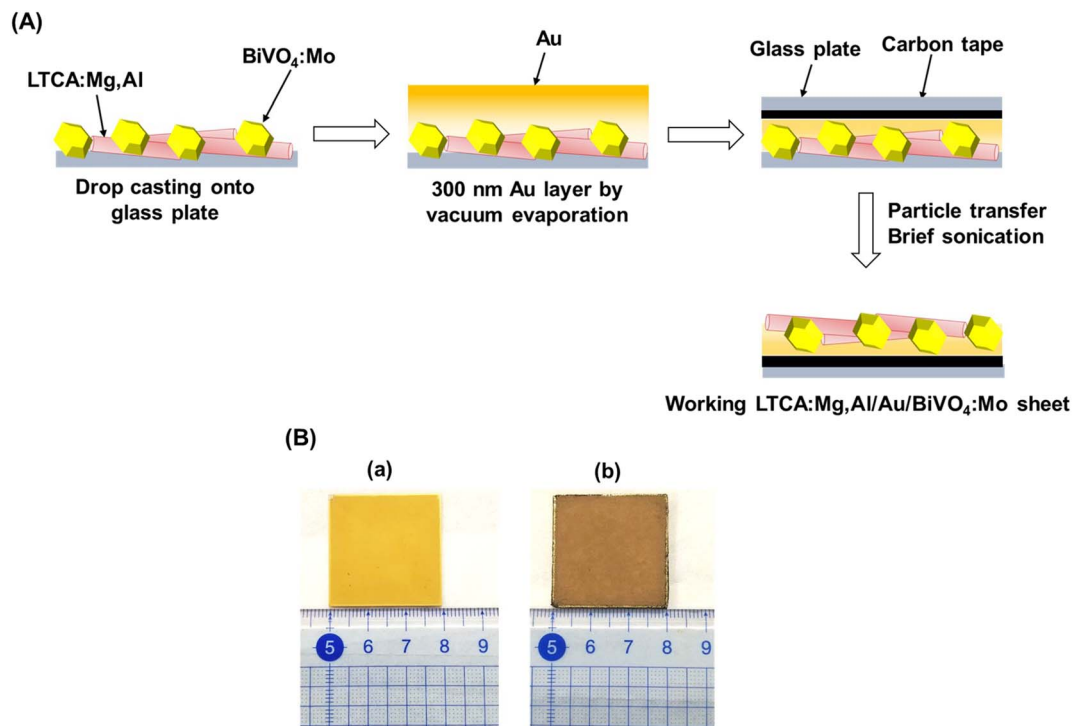 (A)
LTCA:Mg,Al
BiVO₄:Mo
Drop casting onto
glass plate
Au
300 nm Au layer by
vacuum evaporation
Glass plate
Carbon tape
Particle transfer
Brief sonication
Working LTCA:Mg,Al/Au/BiVO₄:Mo sheet
(B)
(a)
(b)
5 6 7 8 9
5 6 7 8 9